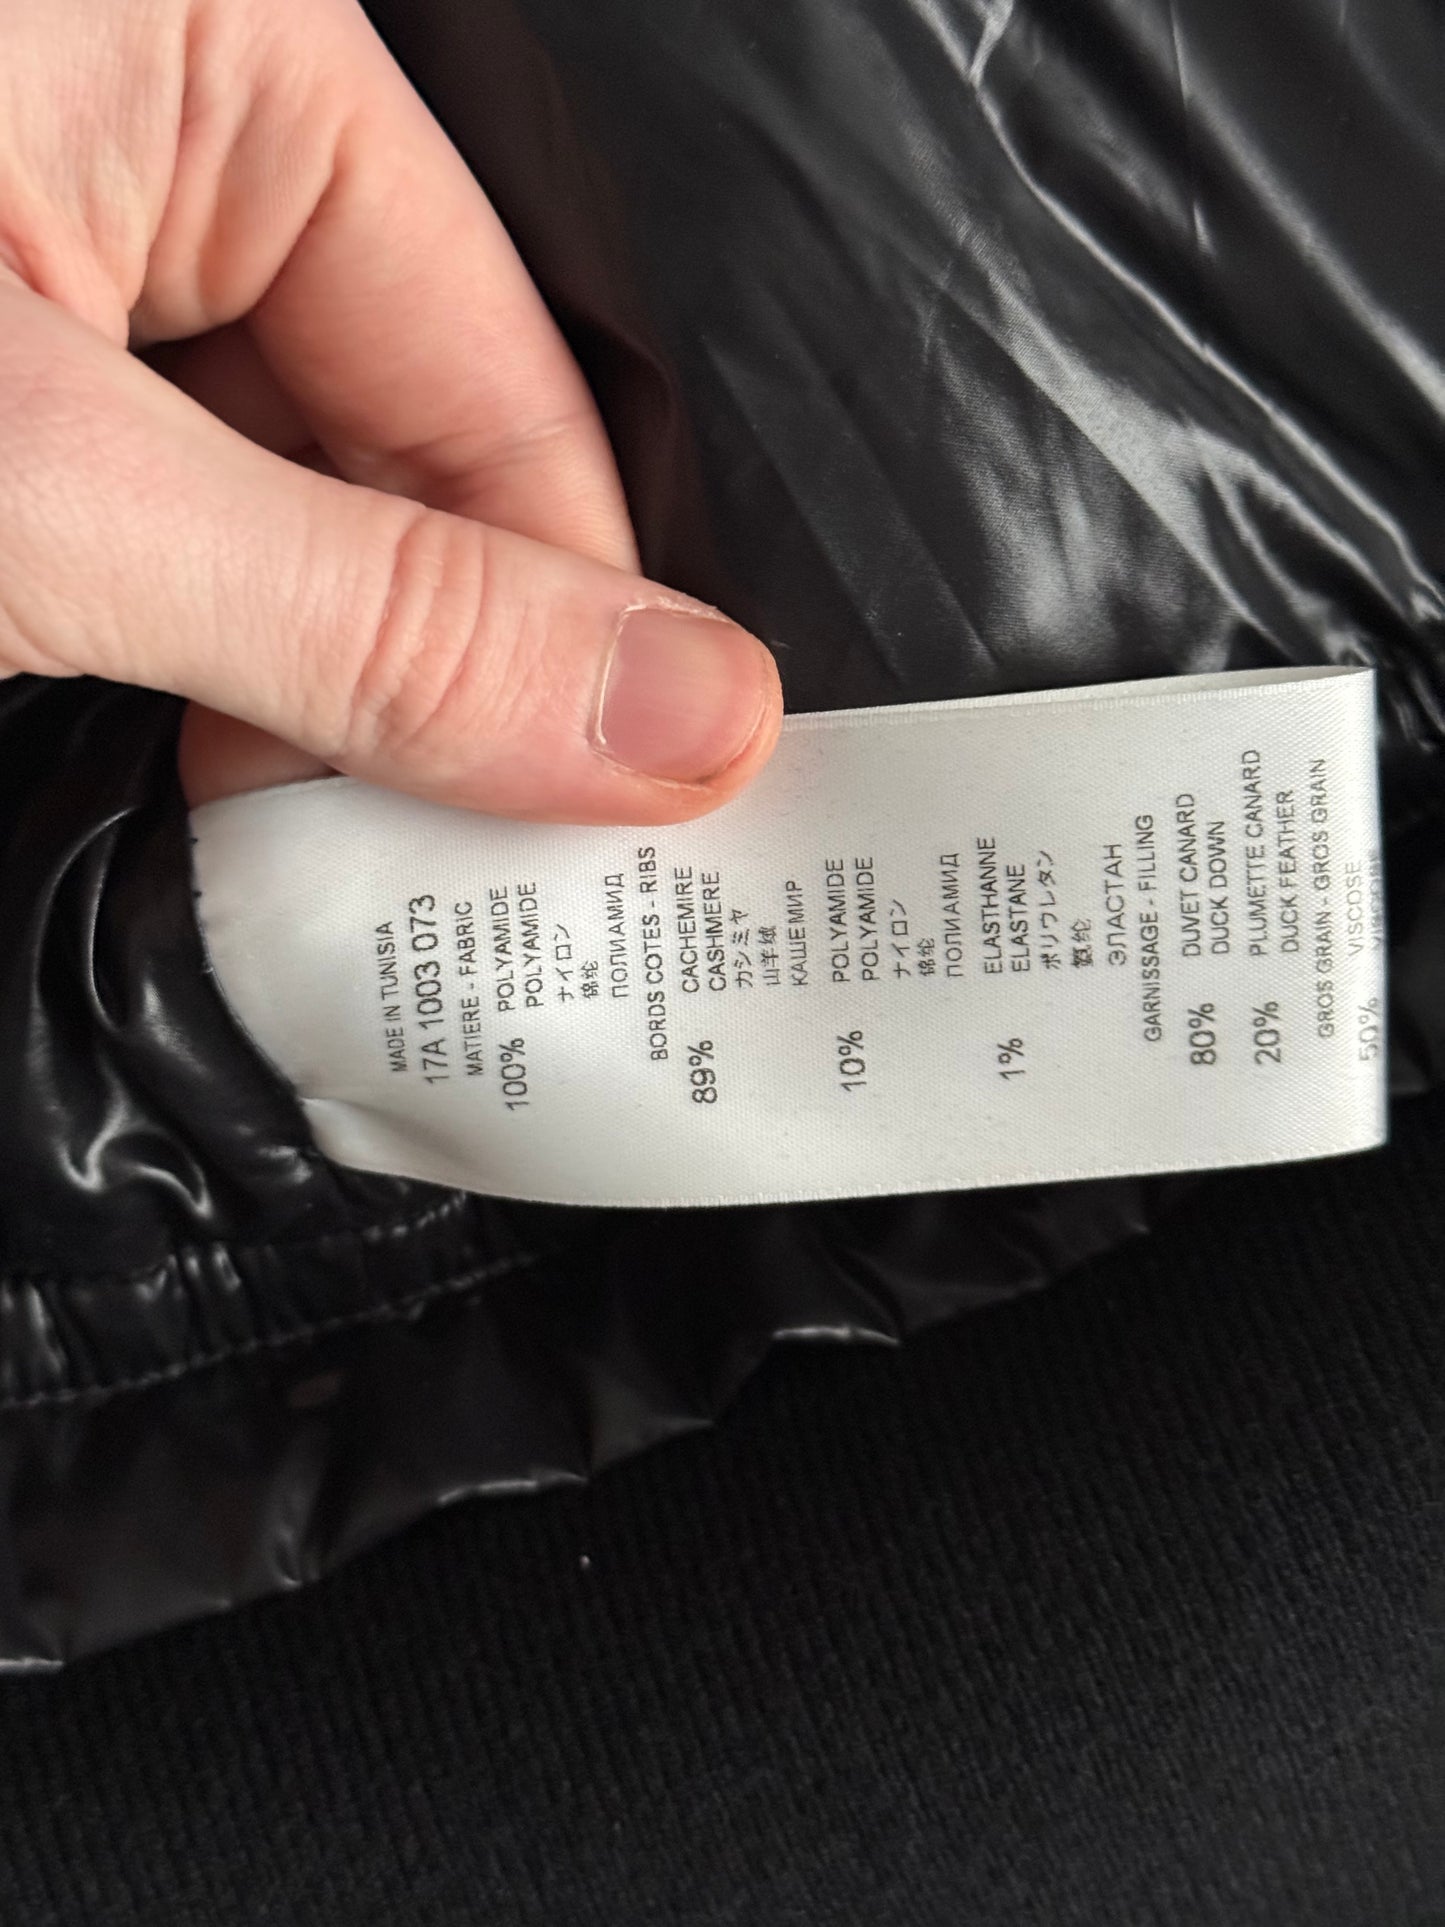 MADE IN TUNISIA
17A 1003 073
MATIERE - FABRIC
100% POLYAMIDE
POLYAMIDE
ナイロン
锦纶
ПОЛИАМИД
BORDS COTES - RIBS
89% CACHEMIRE
CASHMERE
カシミヤ
山羊绒
КАШЕМИР
10% POLYAMIDE
POLYAMIDE
ナイロン
锦纶
ПОЛИАМИД
1% ELASTHANNE
ELASTANE
ポリウレタン
氨纶
ЭЛАСТАН
GARNISSAGE - FILLING
80% DUVET CANARD
DUCK DOWN
20% PLUMETTE CANARD
DUCK FEATHER
GROS GRAIN - GROS GRAIN
50% VISCOSE